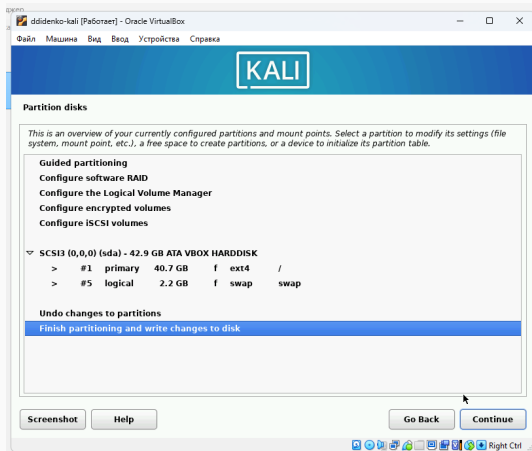 ddidenko-kali [Работает] - Oracle VirtualBox
Файл Машина Вид Ввод Устройства Справка
KALI
Partition disks
This is an overview of your currently configured partitions and mount points. Select a partition to modify its settings (file
system, mount point, etc.), a free space to create partitions, or a device to initialize its partition table.
Guided partitioning
Configure software RAID
Configure the Logical Volume Manager
Configure encrypted volumes
Configure iSCSI volumes
SCSI3 (0,0,0) (sda) - 42.9 GB ATA VBOX HARDDISK
> #1 primary 40.7 GB f ext4 /
> #5 logical 2.2 GB f swap swap
Undo changes to partitions
Finish partitioning and write changes to disk
Screenshot Help Go Back Continue
Right Ctrl